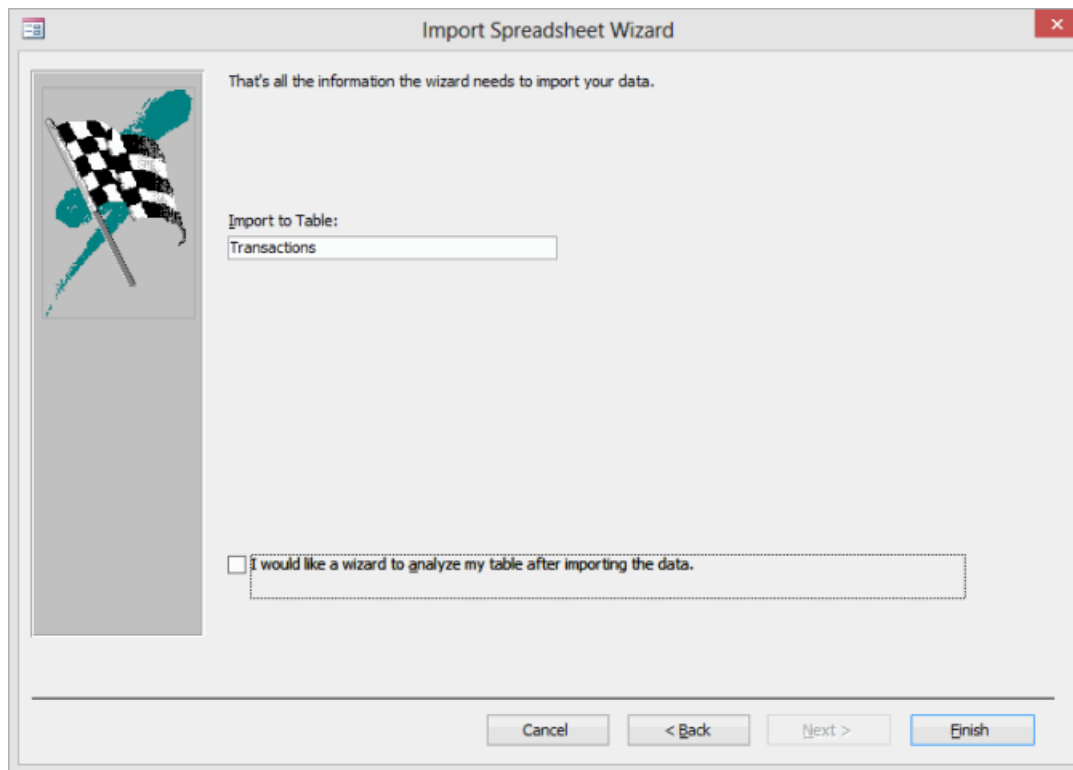 Import Spreadsheet Wizard
That's all the information the wizard needs to import your data.
Import to Table:
Transactions
I would like a wizard to analyze my table after importing the data.
Cancel
< Back
Next >
Finish